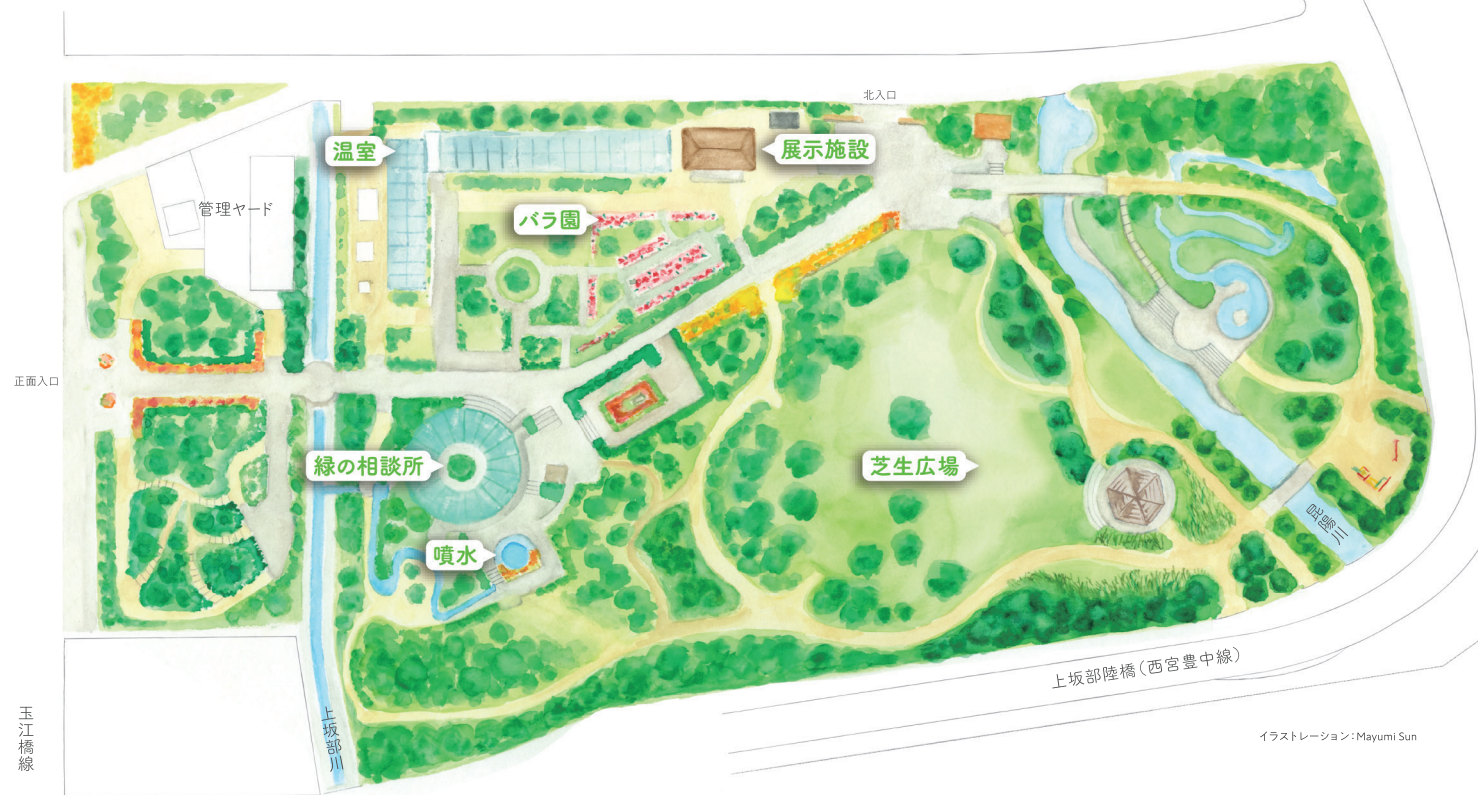 北入口
温室
展示施設
管理ヤード
バラ園
正面入口
緑の相談所
芝生広場
噴水
昆陽川
上坂部陸橋(西宮豊中線)
玉江橋線
上坂部川
イラストレーション:Mayumi Sun